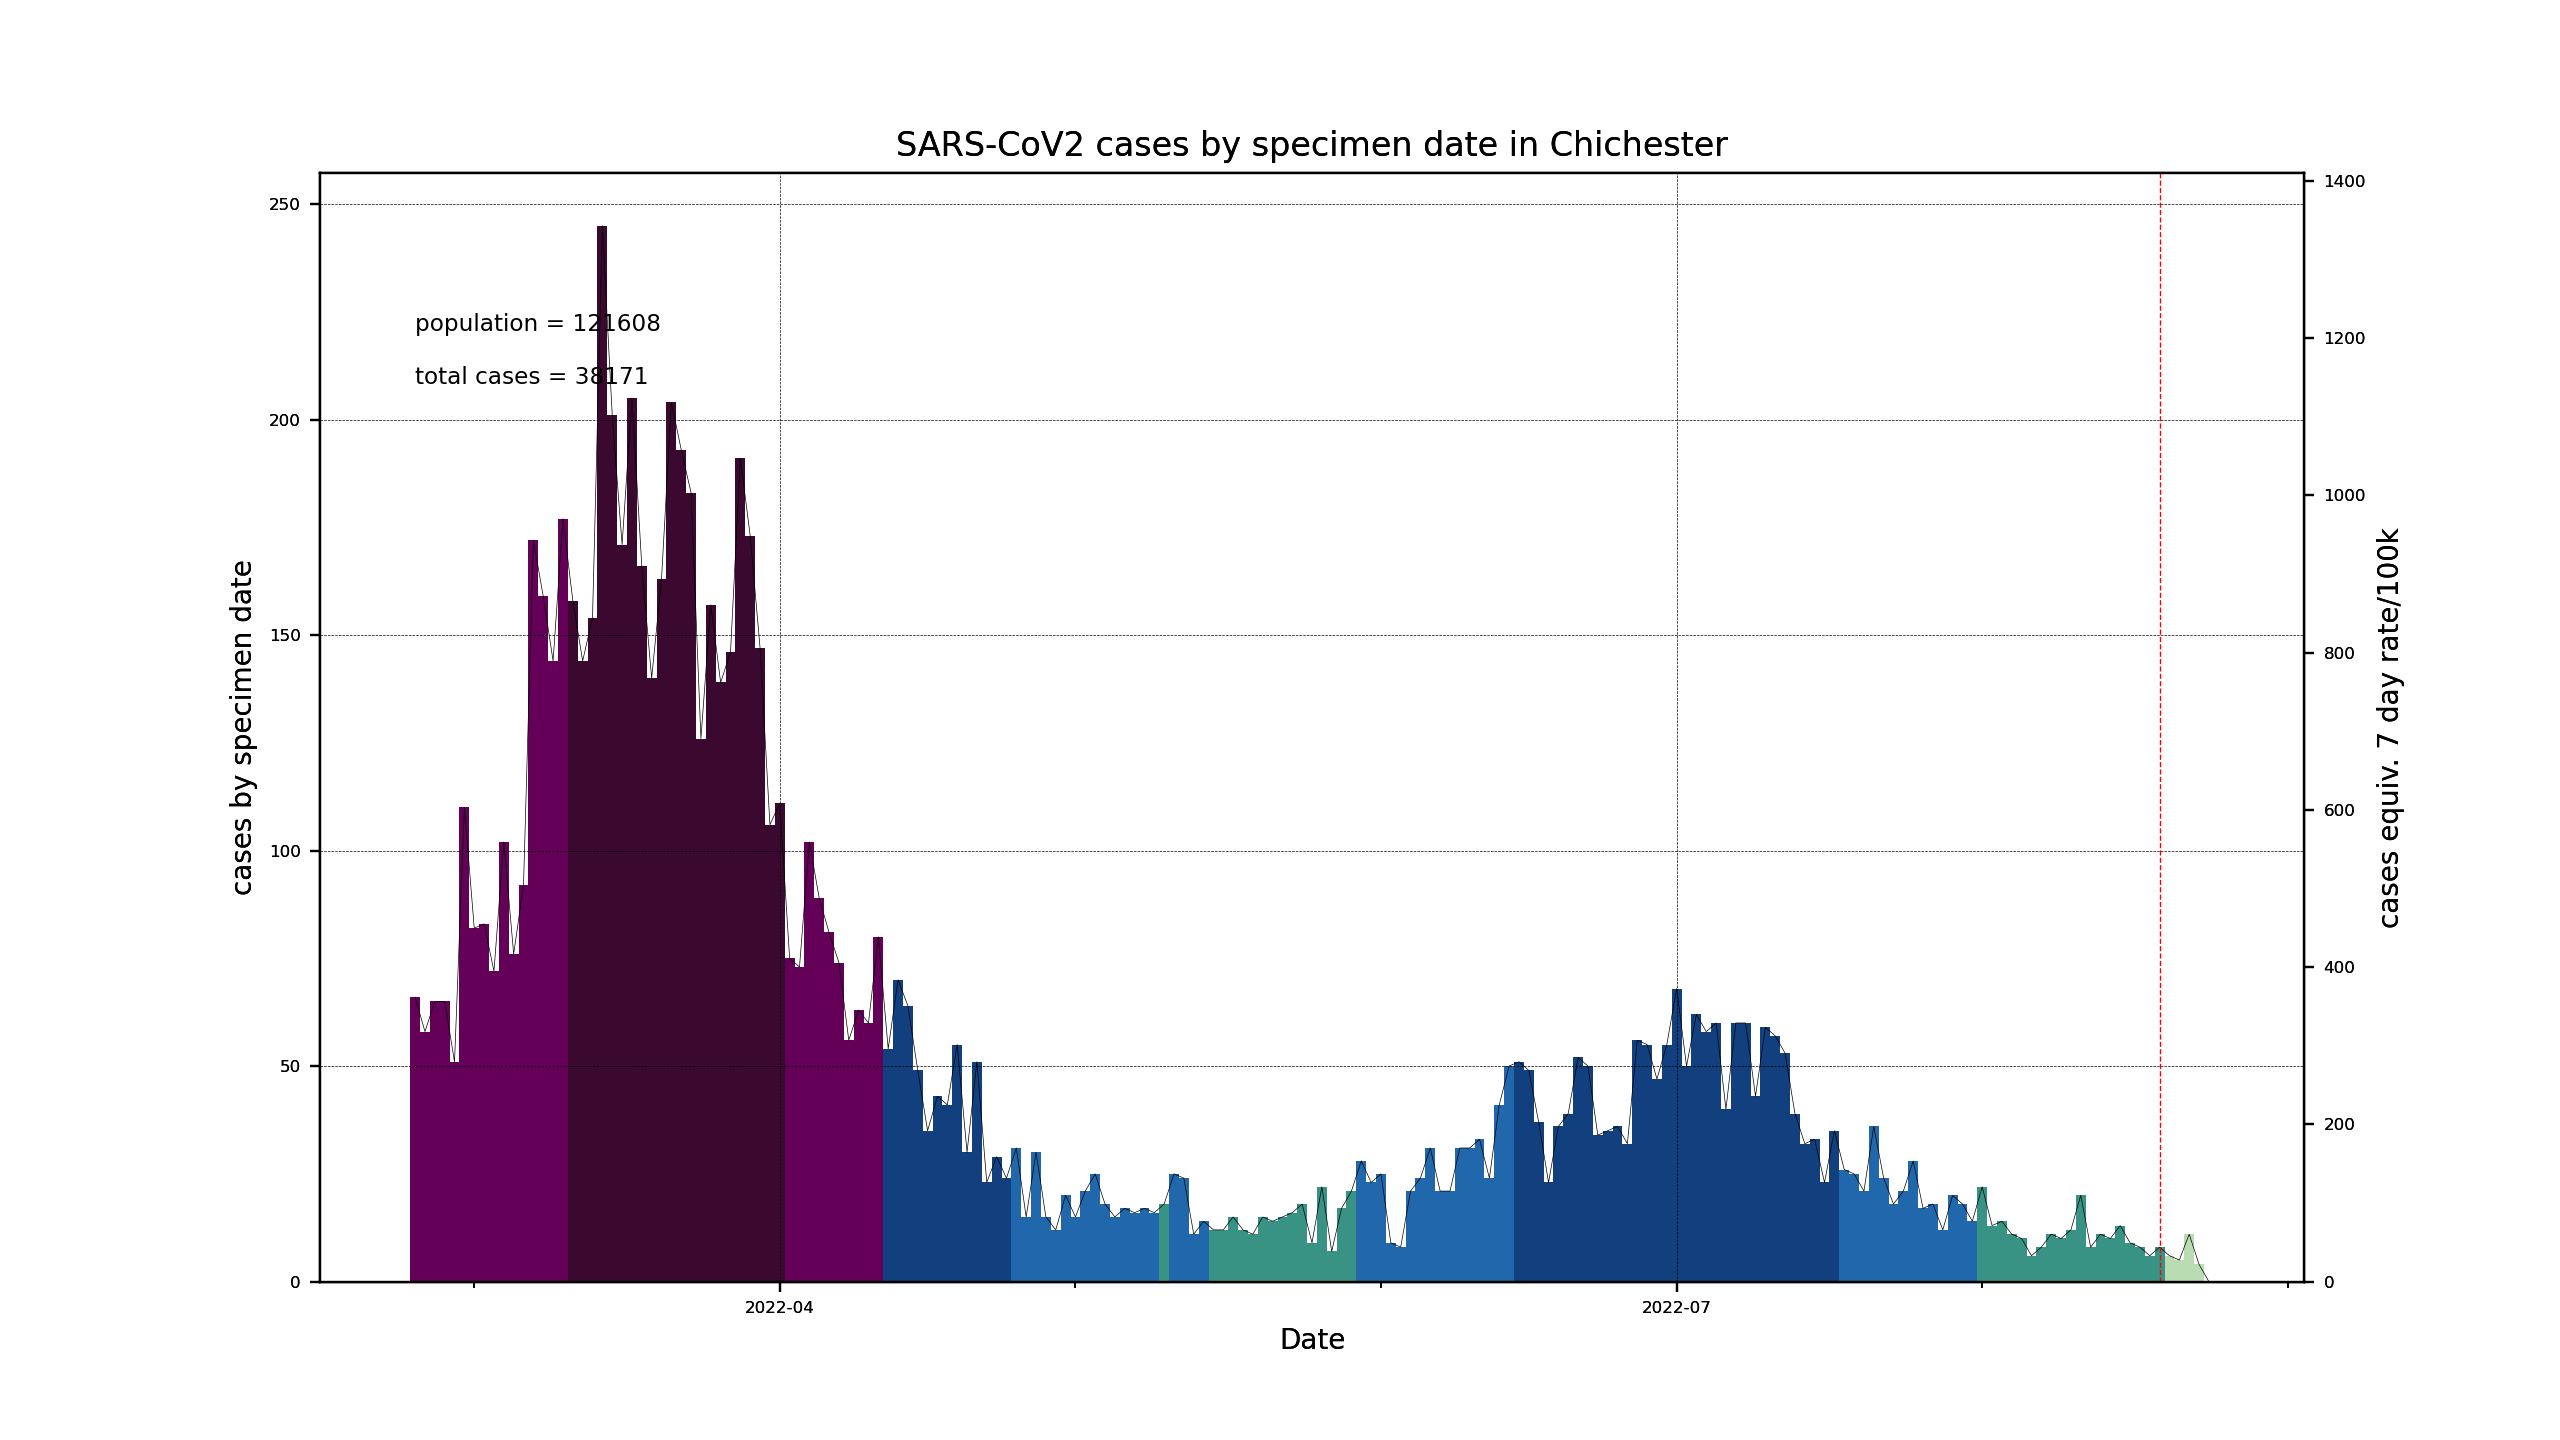 SARS-CoV2 cases by specimen date in Chichester
population = 121608
total cases = 38171
cases by specimen date
250
200
150
100
50
0
1400
1200
1000
800
600
400
200
0
cases equiv. 7 day rate/100k
2022-04
2022-07
Date